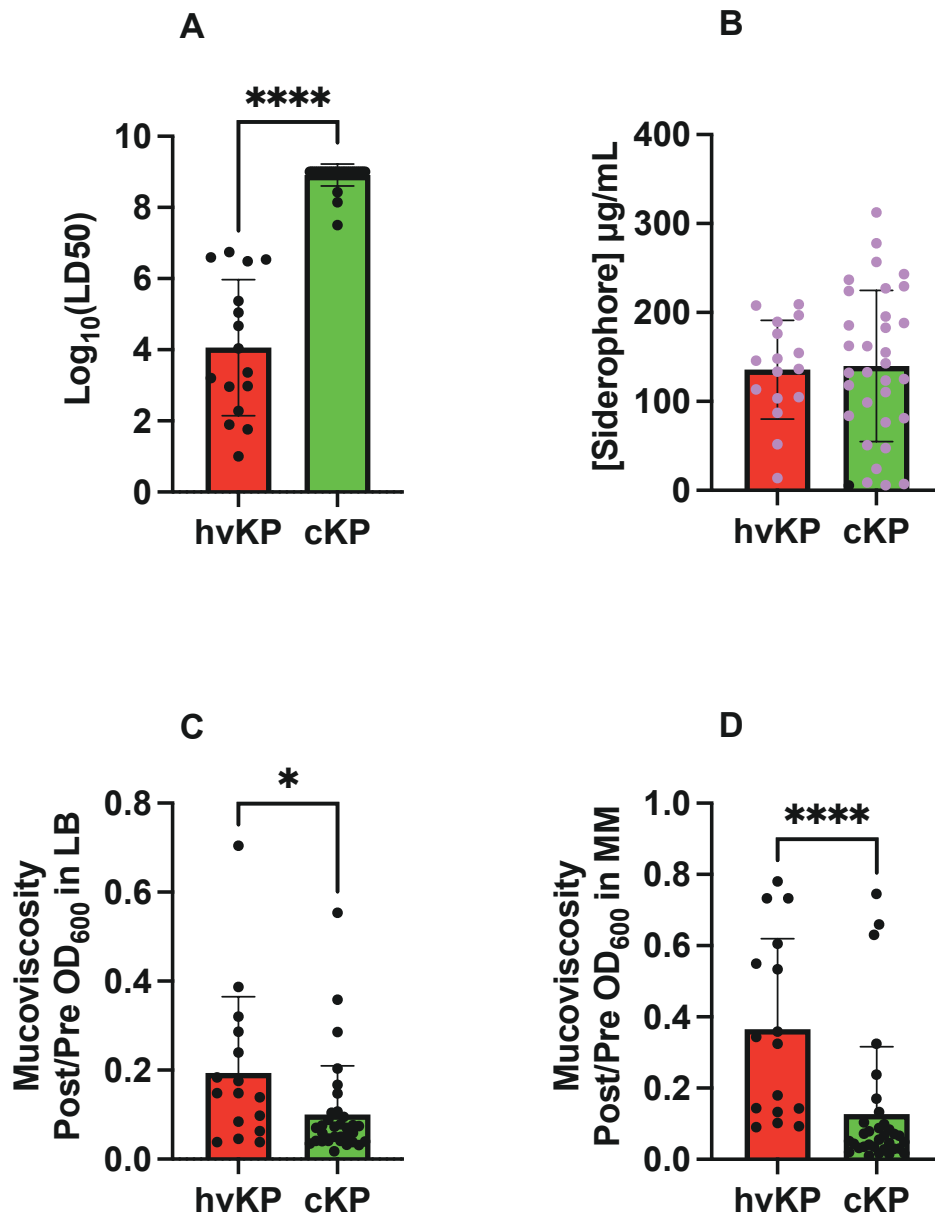 A
****
Log10(LD50)
10
8
6
4
2
0
hvKP cKP
B
[Siderophore] µg/mL
400
300
200
100
0
hvKP cKP
C
*
Mucoviscosity
Post/Pre OD600 in LB
0.8
0.6
0.4
0.2
0.0
hvKP cKP
D
****
Mucoviscosity
Post/Pre OD600 in MM
1.0
0.8
0.6
0.4
0.2
0.0
hvKP cKP